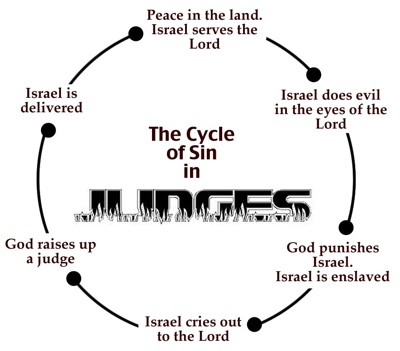 Peace in the land.
Israel serves the
Lord
Israel does evil
in the eyes of the
Lord
God punishes
Israel.
Israel is enslaved
Israel cries out
to the Lord
God raises up
a judge
Israel is
delivered
The Cycle
of Sin
in
JUDGES